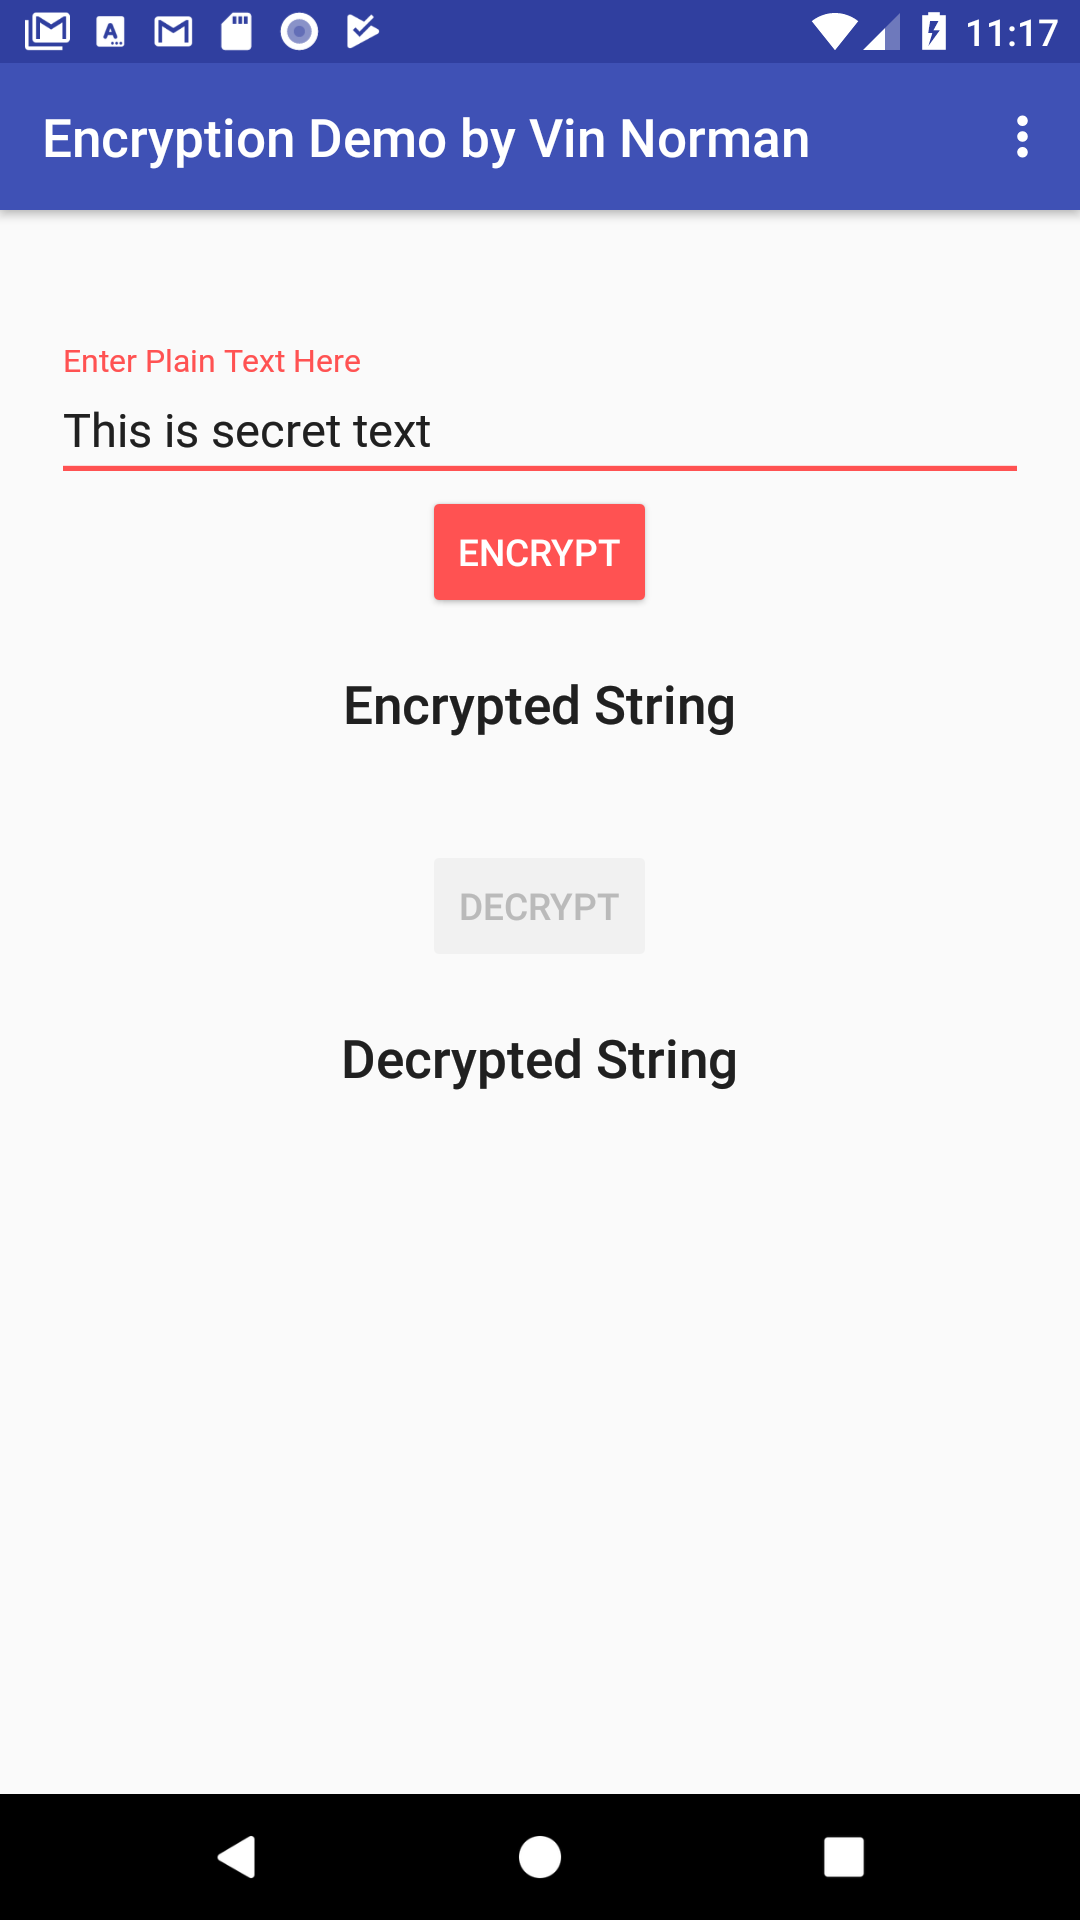 11:17
Encryption Demo by Vin Norman
Enter Plain Text Here
This is secret text
ENCRYPT
Encrypted String
DECRYPT
Decrypted String